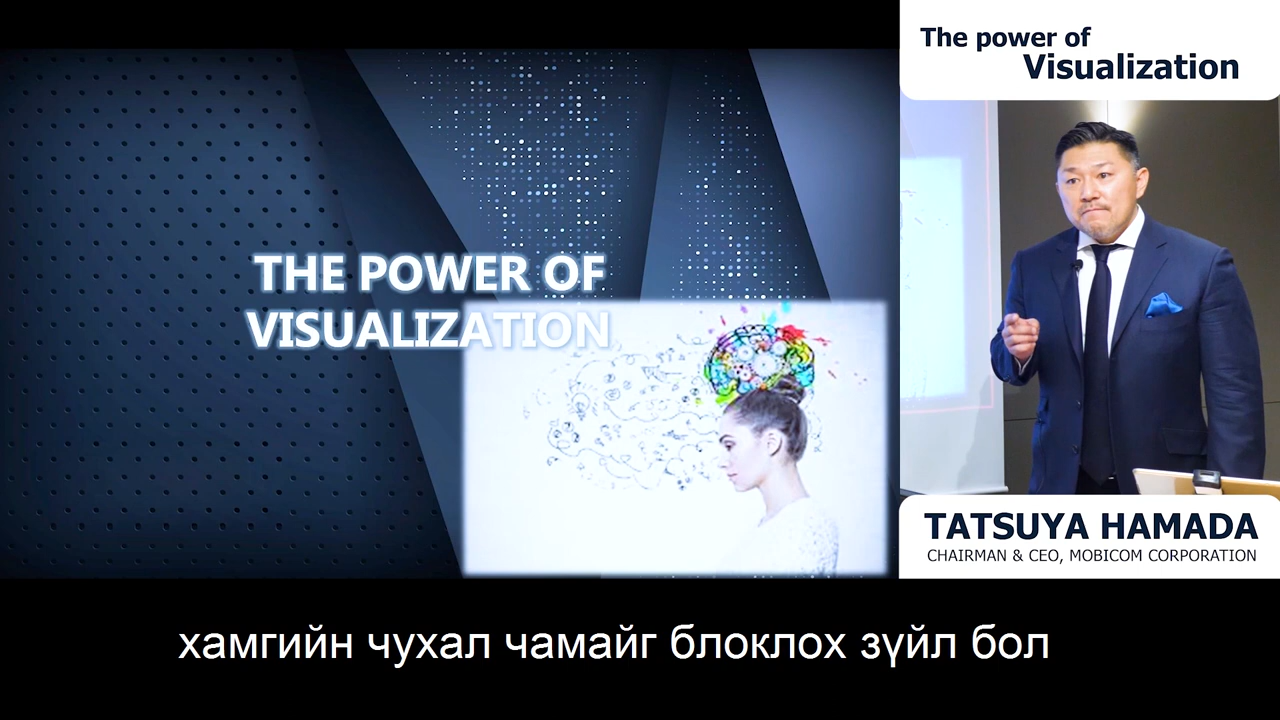 THE POWER OF
VISUALIZATION
The power of
Visualization
TATSUYA HAMADA
CHAIRMAN & CEO, MOBICOM CORPORATION
хамгийн чухал чамайг блоклох зүйл бол